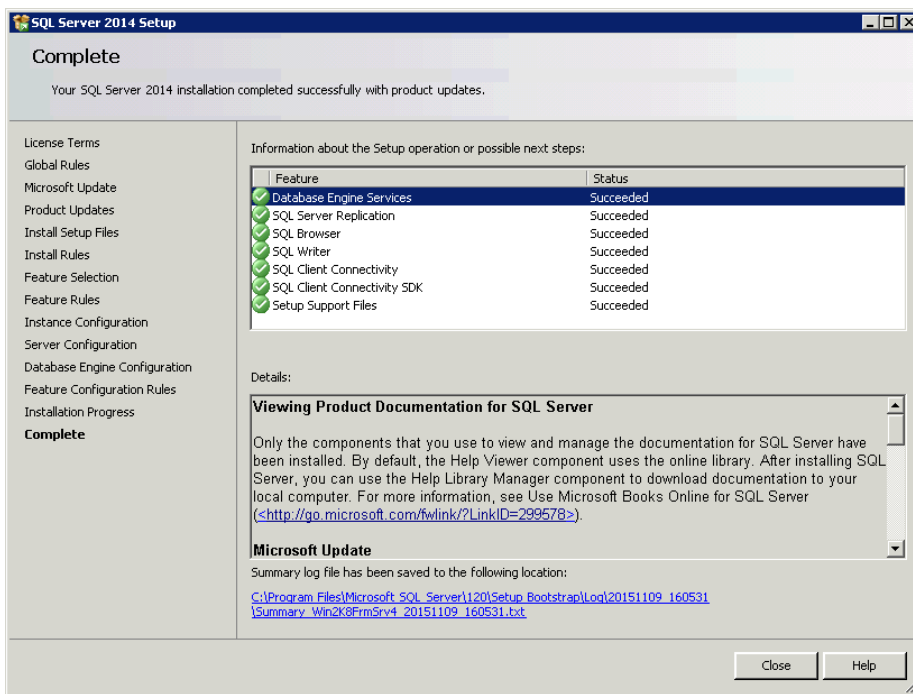 SQL Server 2014 Setup
Complete
Your SQL Server 2014 installation completed successfully with product updates.
License Terms
Global Rules
Microsoft Update
Product Updates
Install Setup Files
Install Rules
Feature Selection
Feature Rules
Instance Configuration
Server Configuration
Database Engine Configuration
Feature Configuration Rules
Installation Progress
Complete
Information about the Setup operation or possible next steps:
Feature Status
Database Engine Services Succeeded
SQL Server Replication Succeeded
SQL Browser Succeeded
SQL Writer Succeeded
SQL Client Connectivity Succeeded
SQL Client Connectivity SDK Succeeded
Setup Support Files Succeeded
Details:
Viewing Product Documentation for SQL Server
Only the components that you use to view and manage the documentation for SQL Server have
been installed. By default, the Help Viewer component uses the online library. After installing SQL
Server, you can use the Help Library Manager component to download documentation to your
local computer. For more information, see Use Microsoft Books Online for SQL Server
(<http://go.microsoft.com/fwlink/?LinkID=299578>).
Microsoft Update
Summary log file has been saved to the following location:
C:\Program Files\Microsoft SQL Server\120\Setup Bootstrap\Log\20151109_160531
\Summary_Win2K8FrmSrv4_20151109_160531.txt
Close Help